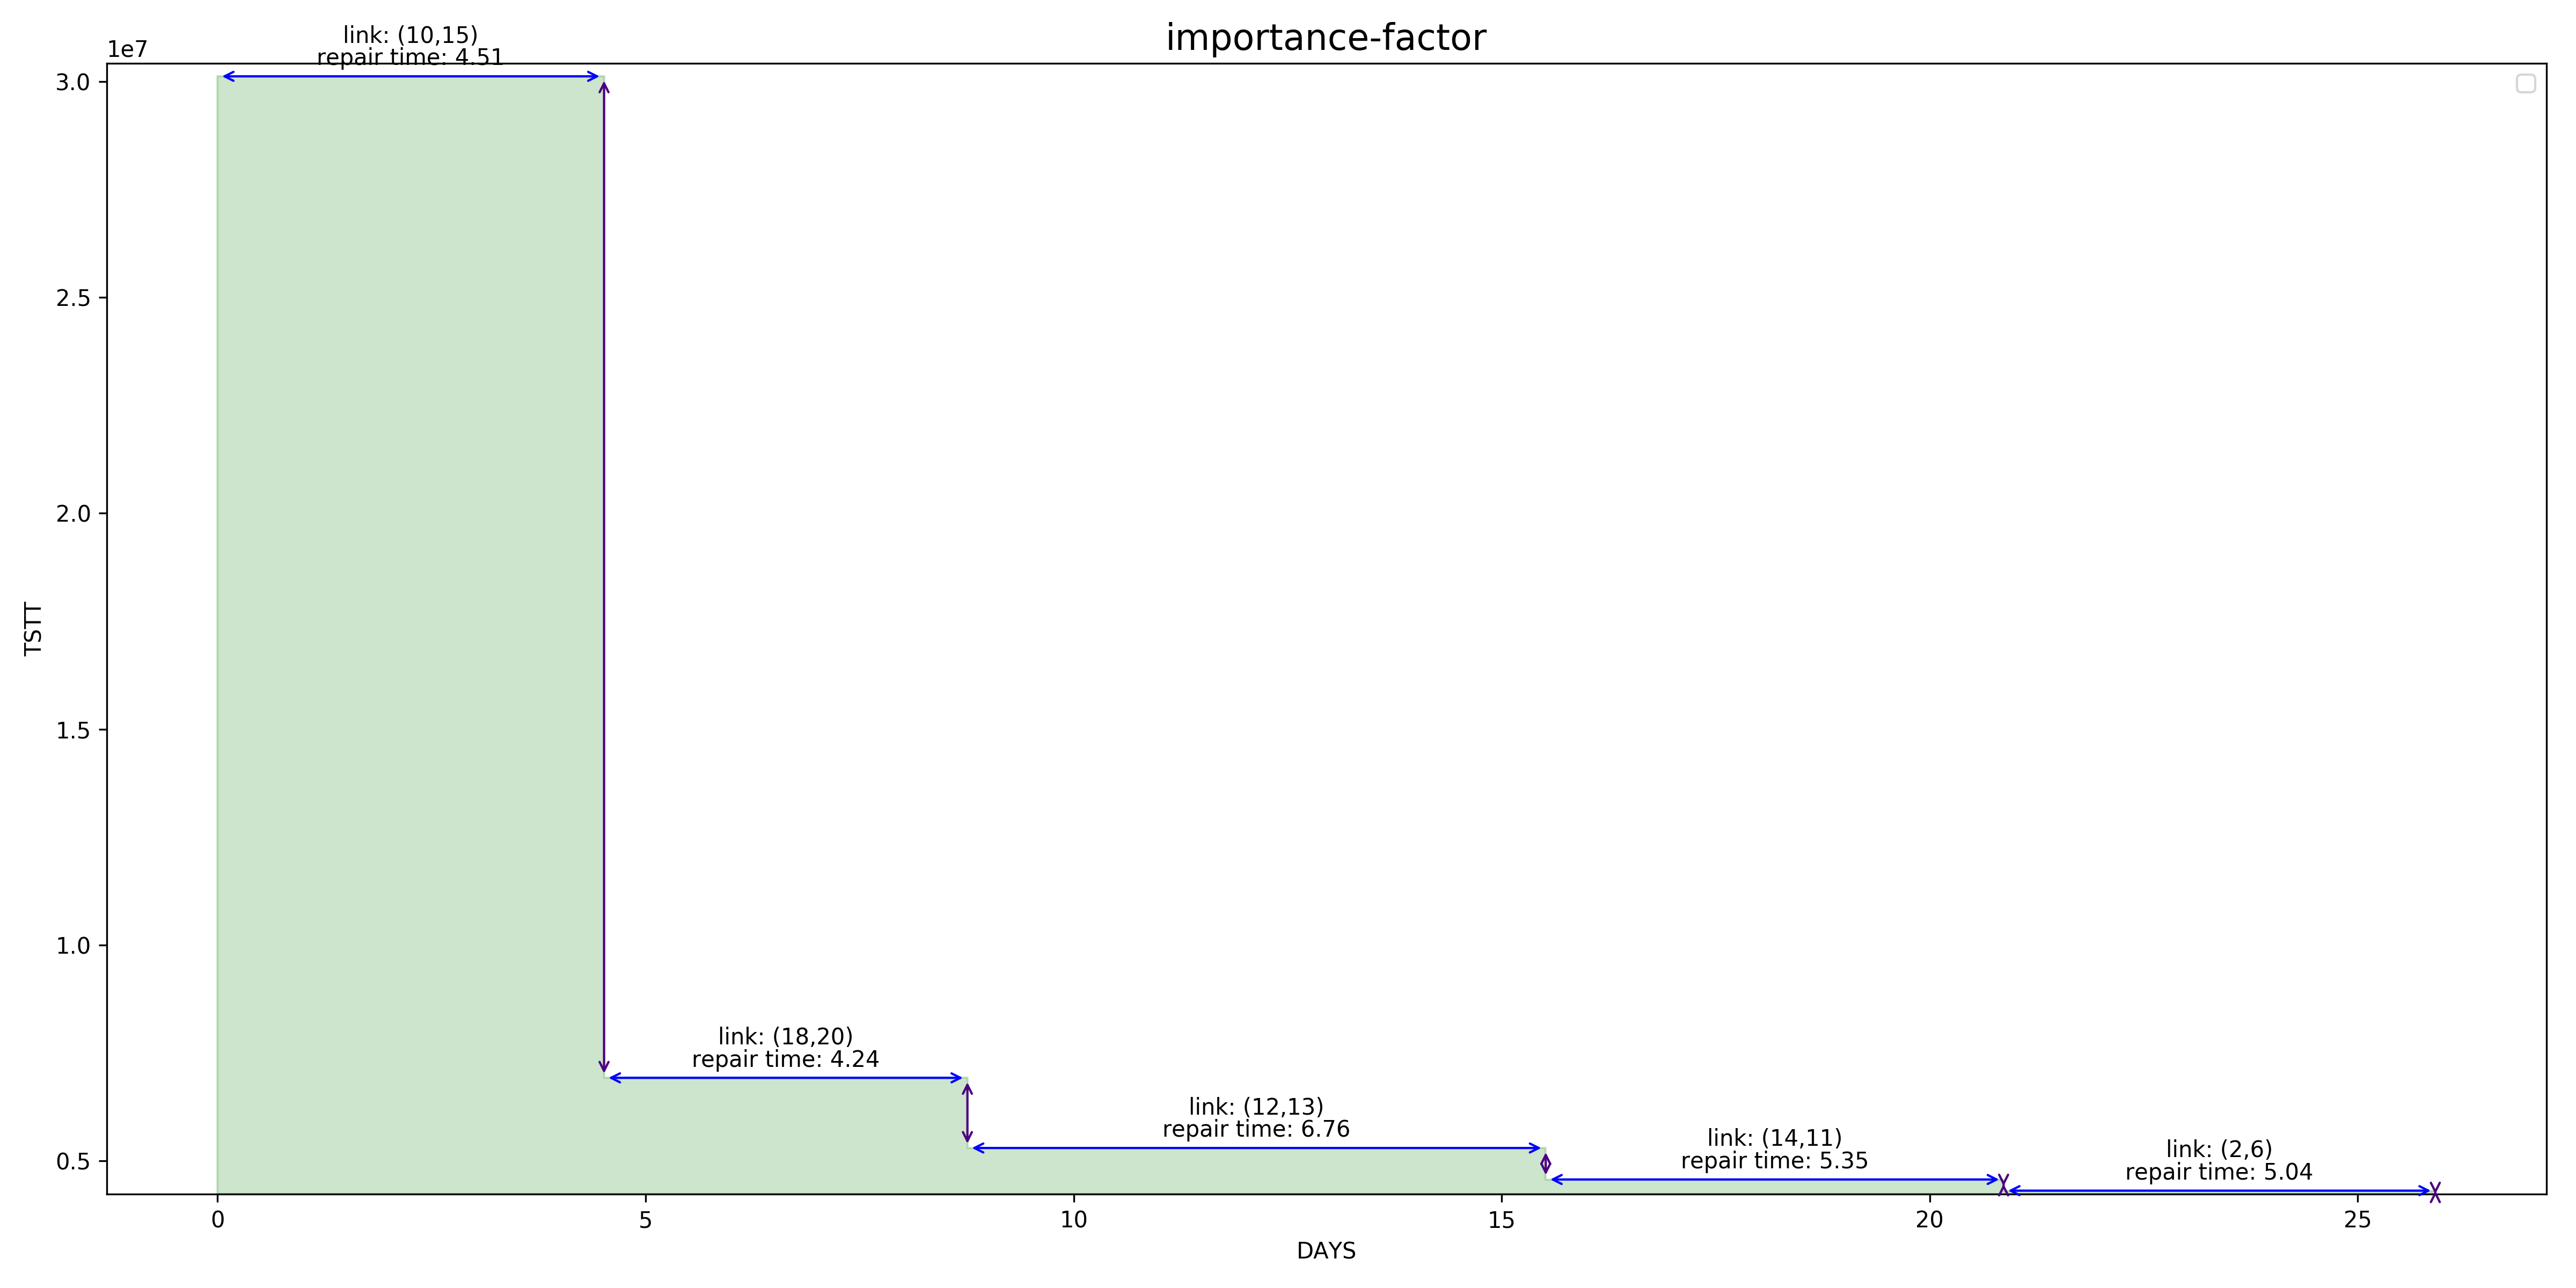 importance-factor
1e7
link: (10,15)
repair time: 4.51
3.0
2.5
2.0
1.5
1.0
0.5
TSTT
link: (18,20)
repair time: 4.24
link: (12,13)
repair time: 6.76
link: (14,11)
repair time: 5.35
link: (2,6)
repair time: 5.04
0
5
10
15
20
25
DAYS